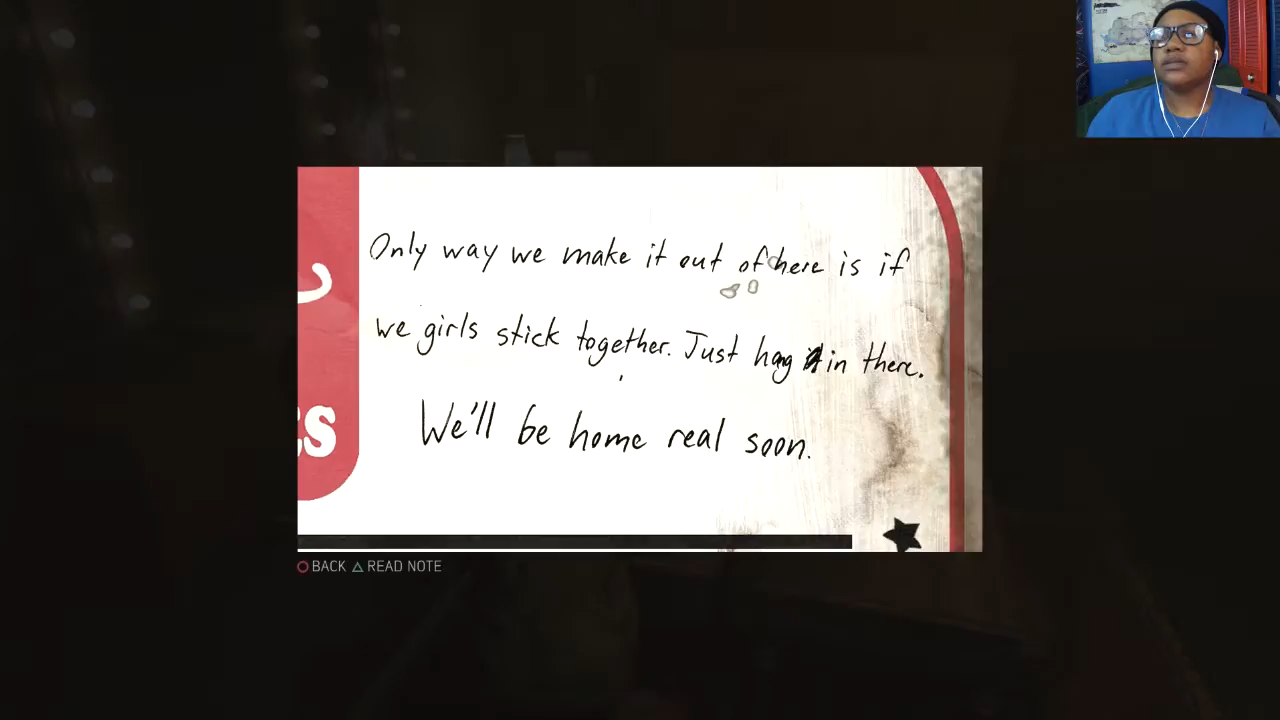 Only way we make it out of here is if
we girls stick together. Just hang in there.
We'll be home real soon.
ES
BACK READ NOTE